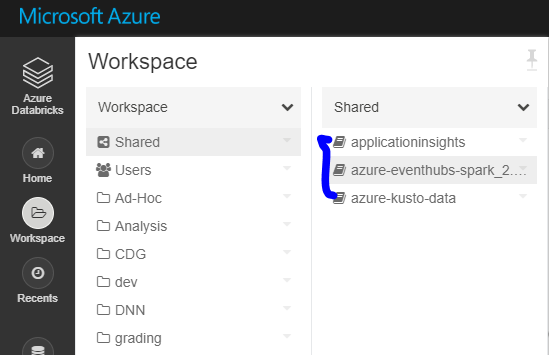 Microsoft Azure
Azure
Databricks
Home
Workspace
Recents
Workspace
Workspace
Shared
Users
Ad-Hoc
Analysis
CDG
dev
DNN
grading
Shared
applicationinsights
azure-eventhubs-spark_2....
azure-kusto-data